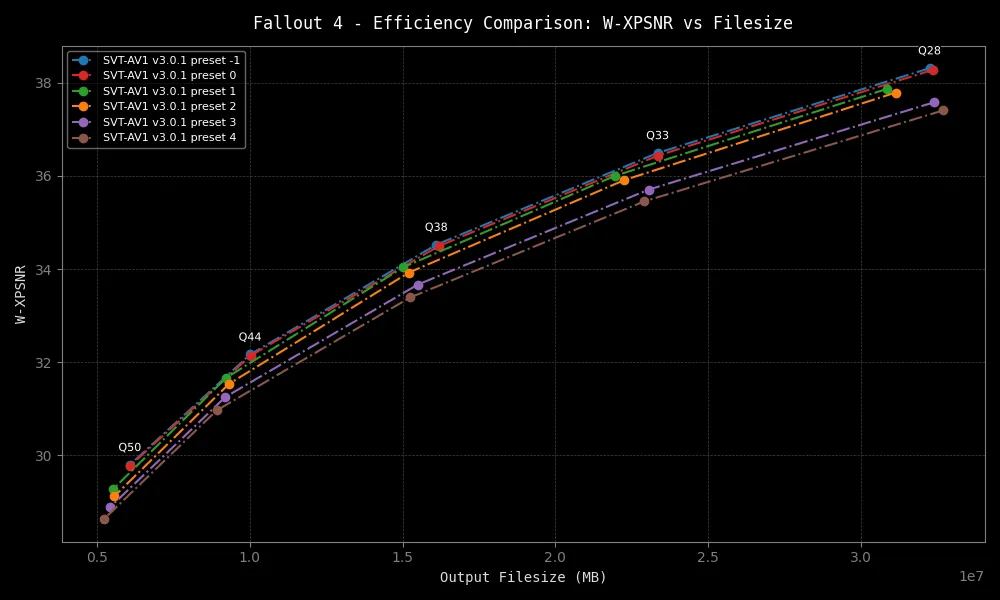 Fallout 4 - Efficiency Comparison: W-XPSNR vs Filesize
SVT-AV1 v3.0.1 preset -1
SVT-AV1 v3.0.1 preset 0
SVT-AV1 v3.0.1 preset 1
SVT-AV1 v3.0.1 preset 2
SVT-AV1 v3.0.1 preset 3
SVT-AV1 v3.0.1 preset 4
Q28
Q33
Q38
Q44
Q50
W-XPSNR
38
36
34
32
30
0.5 1.0 1.5 2.0 2.5 3.0
1e7
Output Filesize (MB)